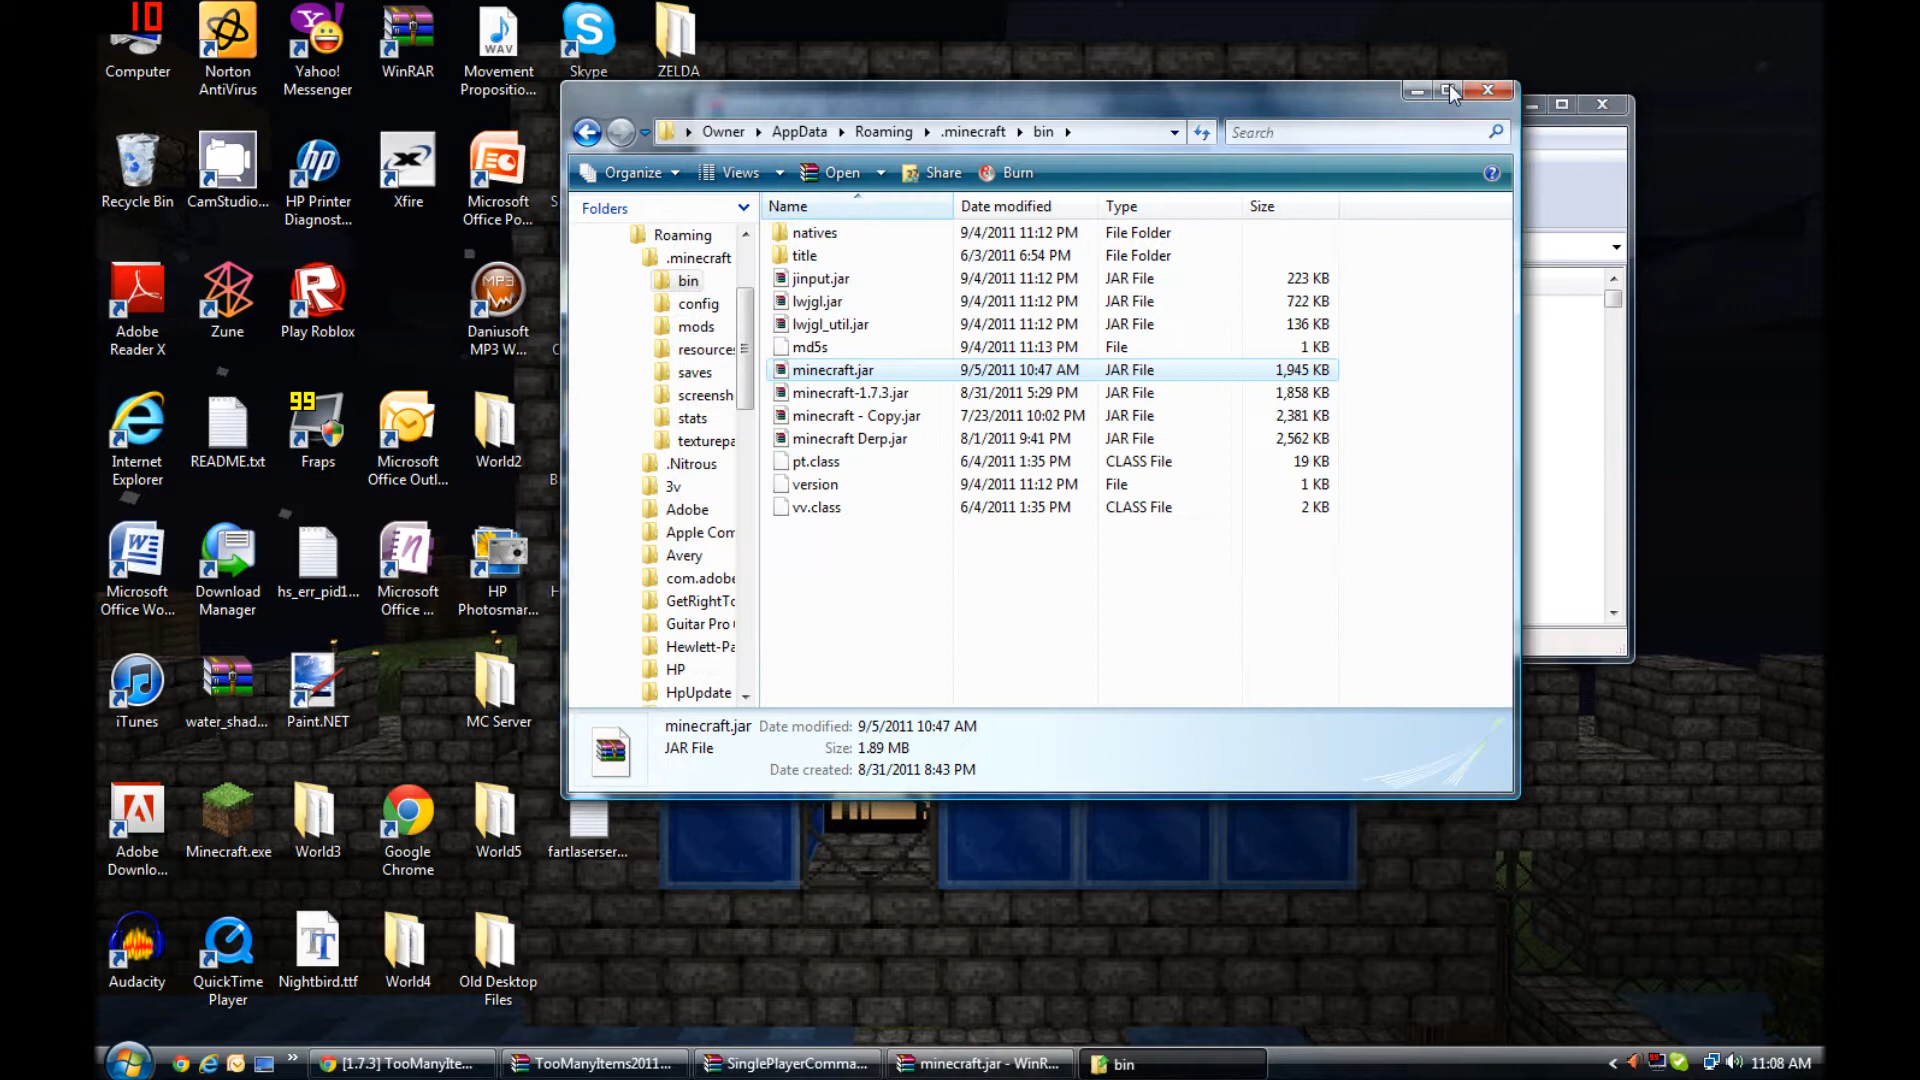 10
Computer
Norton
AntiVirus
Yahoo!
Messenger
WinRAR
WAV
Movement
Propositio...
Skype
ZELDA
Recycle Bin
CamStudio...
HP Printer
Diagnost...
Xfire
Microsoft
Office Po...
Adobe
Reader X
Zune
Play Roblox
MP3
Daniusoft
MP3 W...
Internet
Explorer
README.txt
99
Fraps
Microsoft
Office Outl...
World2
Microsoft
Office Wo...
Download
Manager
hs_err_pid1...
Microsoft
Office ...
HP
Photosmar...
iTunes
water_shad...
Paint.NET
MC Server
Adobe
Downlo...
Minecraft.exe
World3
Google
Chrome
World5
fartlaserser...
Audacity
QuickTime
Player
Nightbird.ttf
World4
Old Desktop
Files
Owner AppData Roaming .minecraft bin
Search
Organize Views Open Share Burn
Folders
Roaming
.minecraft
bin
config
mods
resources
saves
screensh
stats
texturepa
.Nitrous
3v
Adobe
Apple Com
Avery
com.adobe
GetRightTo
Guitar Pro
Hewlett-Pa
HP
HpUpdate
Name Date modified Type Size
natives 9/4/2011 11:12 PM File Folder
title 6/3/2011 6:54 PM File Folder
jinput.jar 9/4/2011 11:12 PM JAR File 223 KB
lwjgl.jar 9/4/2011 11:12 PM JAR File 722 KB
lwjgl_util.jar 9/4/2011 11:12 PM JAR File 136 KB
md5s 9/4/2011 11:13 PM File 1 KB
minecraft.jar 9/5/2011 10:47 AM JAR File 1,945 KB
minecraft-1.7.3.jar 8/31/2011 5:29 PM JAR File 1,858 KB
minecraft - Copy.jar 7/23/2011 10:02 PM JAR File 2,381 KB
minecraft Derp.jar 8/1/2011 9:41 PM JAR File 2,562 KB
pt.class 6/4/2011 1:35 PM CLASS File 19 KB
version 9/4/2011 11:12 PM File 1 KB
vv.class 6/4/2011 1:35 PM CLASS File 2 KB
minecraft.jar Date modified: 9/5/2011 10:47 AM
JAR File Size: 1.89 MB
Date created: 8/31/2011 8:43 PM
[1.7.3] TooManyIte... TooManyItems2011... SinglePlayerComma... minecraft.jar - WinR... bin 11:08 AM